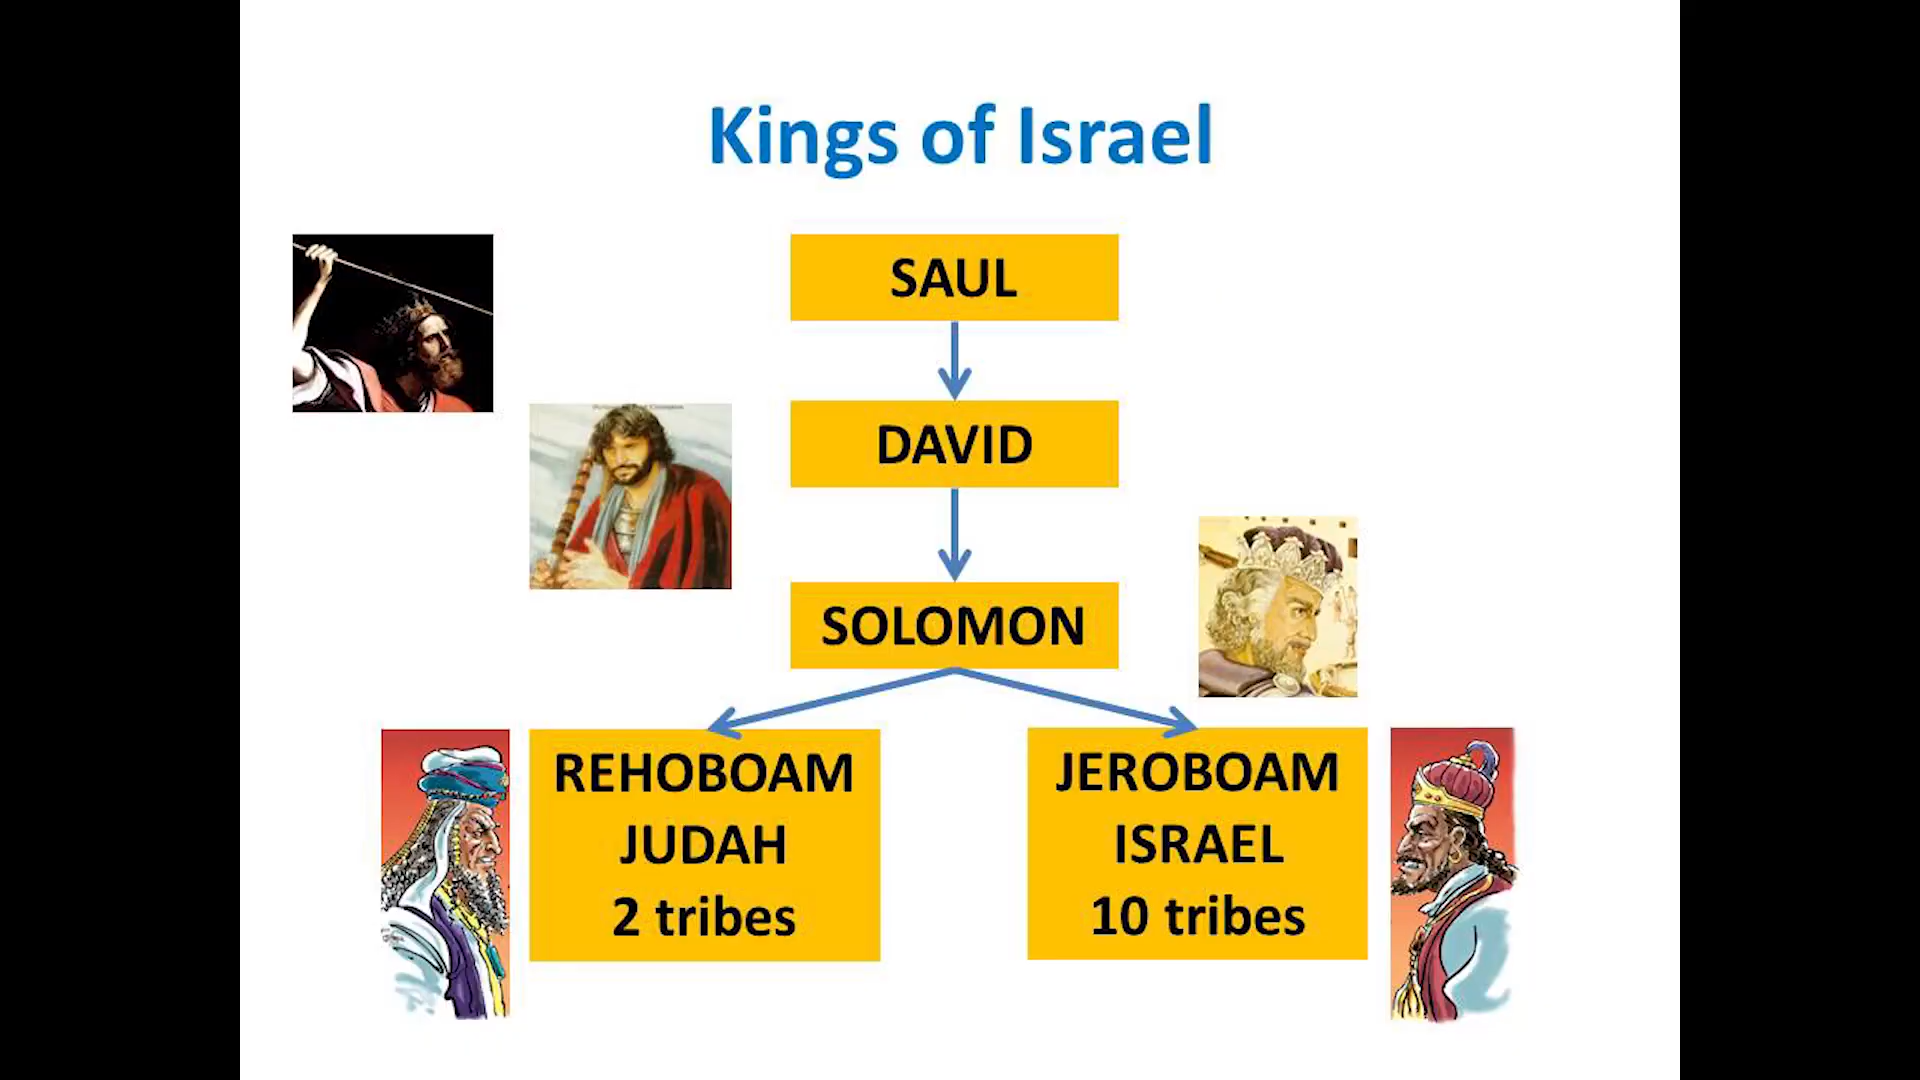 Kings of Israel
SAUL
DAVID
SOLOMON
REHOBOAM
JUDAH
2 tribes
JEROBOAM
ISRAEL
10 tribes